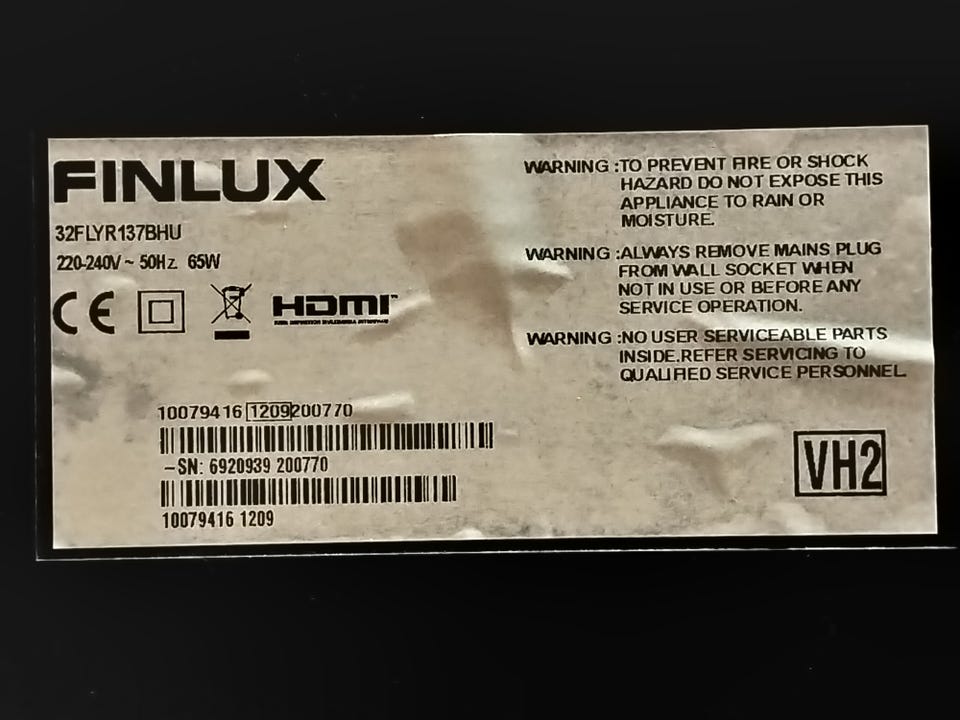 FINLUX
32FLYR137BHU
220-240V ~ 50Hz 65W
CE
HDMI™
10079416 1209200770
-SN: 6920939 200770
10079416 1209
WARNING :TO PREVENT FIRE OR SHOCK
HAZARD DO NOT EXPOSE THIS
APPLIANCE TO RAIN OR
MOISTURE.
WARNING :ALWAYS REMOVE MAINS PLUG
FROM WALL SOCKET WHEN
NOT IN USE OR BEFORE ANY
SERVICE OPERATION.
WARNING :NO USER SERVICEABLE PARTS
INSIDE.REFER SERVICING TO
QUALIFIED SERVICE PERSONNEL.
VH2